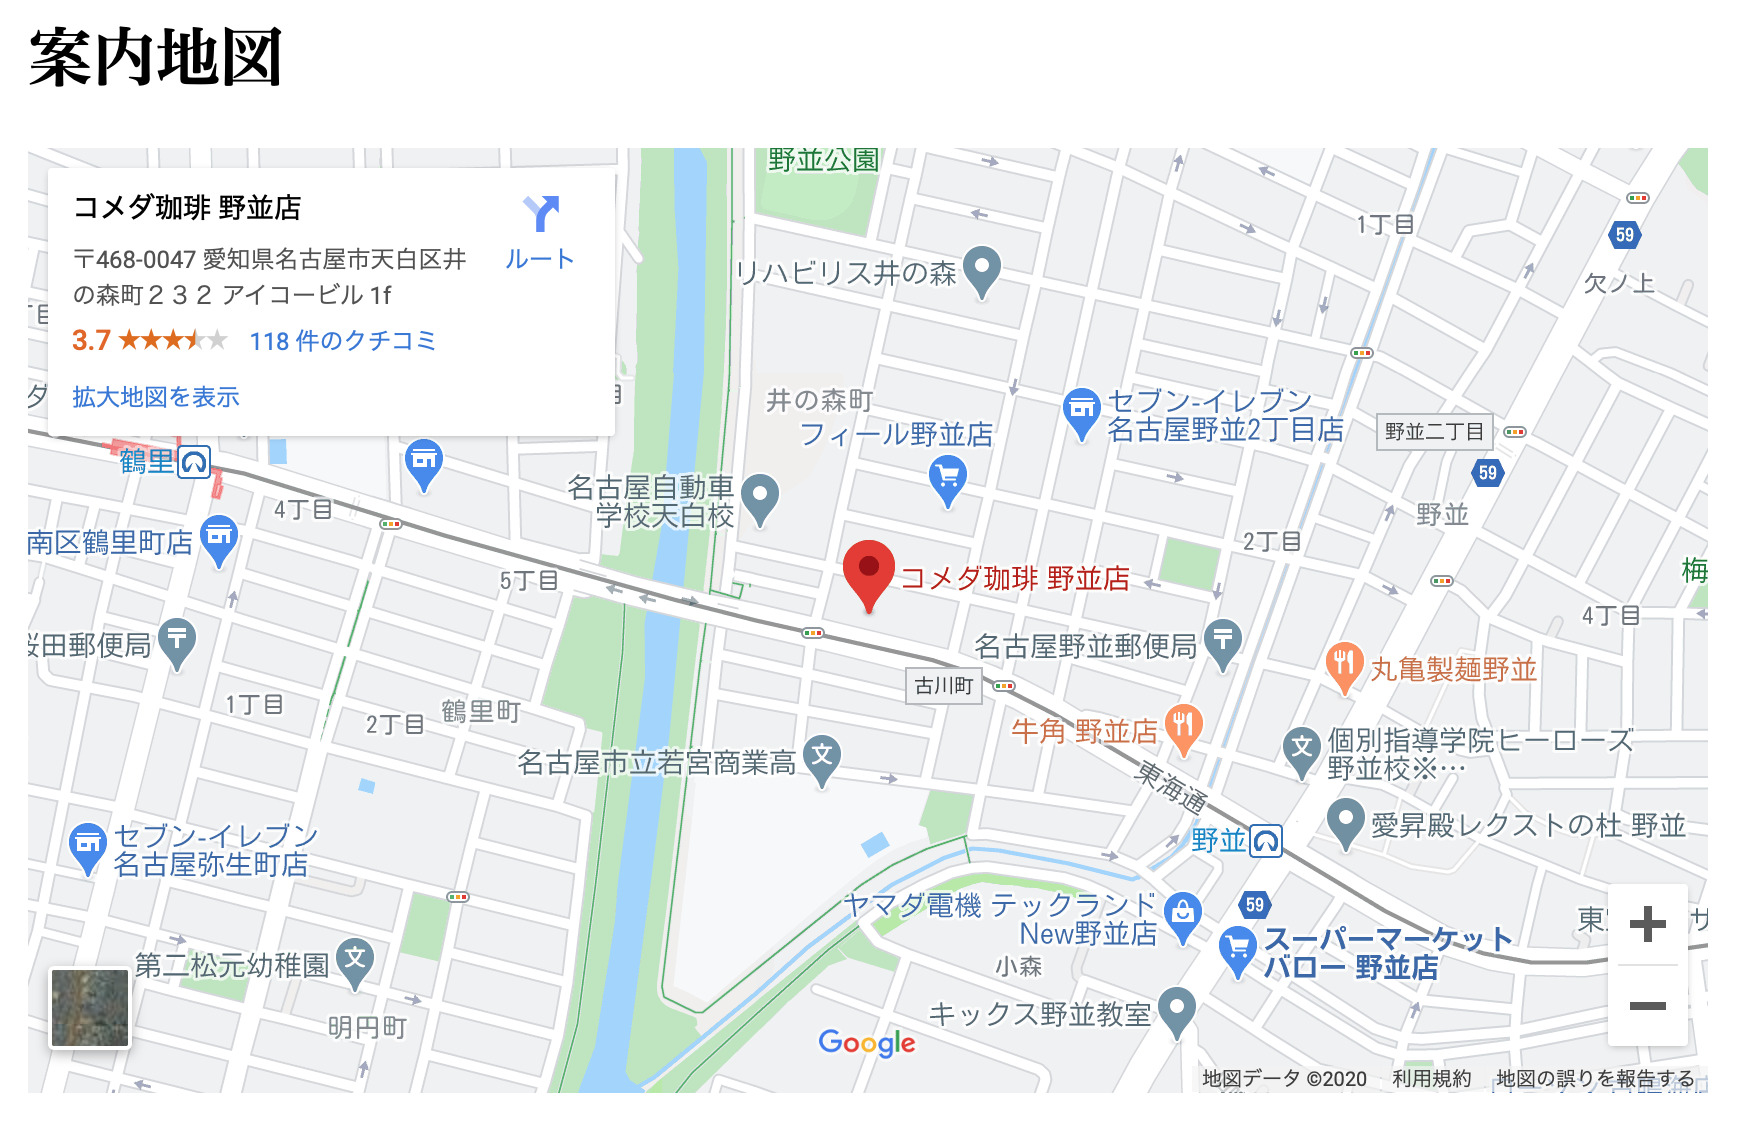 案内地図
コメダ珈琲 野並店
〒468-0047 愛知県名古屋市天白区井
の森町２３２ アイコービル 1f
ルート
3.7
118 件のクチコミ
拡大地図を表示
野並公園
1丁目
59
リハビリス井の森
欠ノ上
井の森町
フィール野並店
セブン-イレブン
名古屋野並2丁目店
野並二丁目
59
鶴里
名古屋自動車
学校天白校
4丁目
野並
南区鶴里町店
2丁目
5丁目
コメダ珈琲 野並店
梅
4丁目
桜田郵便局
名古屋野並郵便局
丸亀製麺野並
古川町
1丁目
鶴里町
2丁目
牛角 野並店
個別指導学院ヒーローズ
野並校※…
名古屋市立若宮商業高
東海通
セブン-イレブン
名古屋弥生町店
野並
愛昇殿レクストの杜 野並
ヤマダ電機 テックランド
New野並店
59
スーパーマーケット
バロー 野並店
小森
第二松元幼稚園
キックス野並教室
明円町
Google
地図データ ©2020
利用規約
地図の誤りを報告する